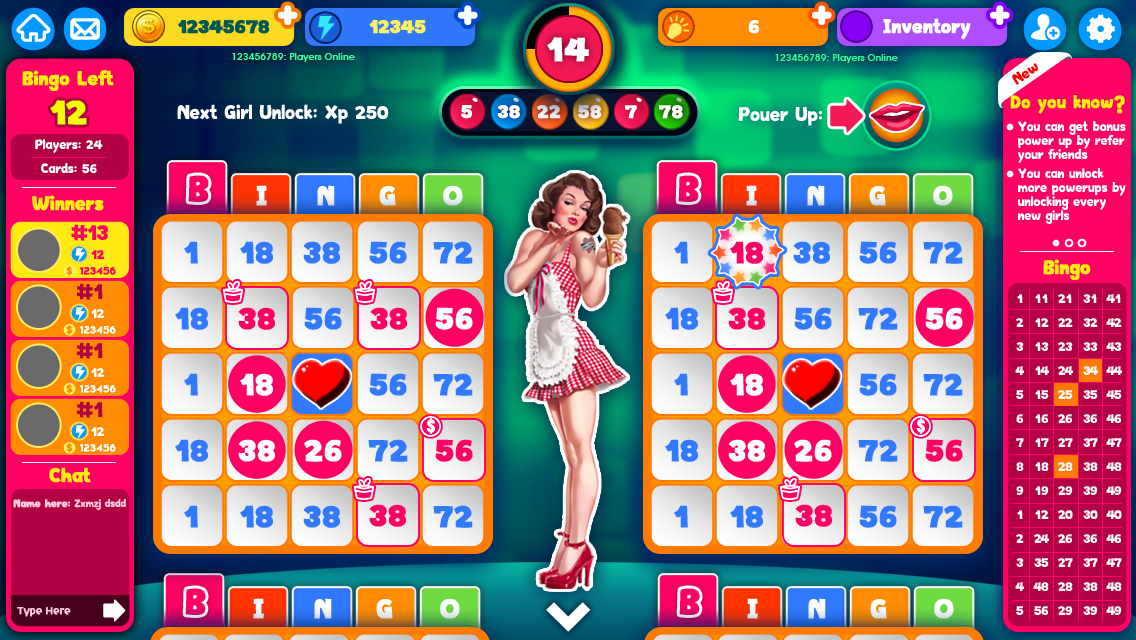 12345678
12345
14
6
Inventory
123456789: Players Online
123456789: Players Online
Bingo Left
12
Players: 24
Cards: 56
Winners
#13
12
$ 123456
#1
12
$ 123456
#1
12
$ 123456
#1
12
$ 123456
Chat
Name here: Zxmzj dsdd
Type Here
Next Girl Unlock: Xp 250
5 38 22 58 7 78
Pouer Up:
B I N G O
1 18 38 56 72
18 38 56 38 56
1 18 56 72
18 38 26 72 $ 56
1 18 38 38 72
B I N G O
1 18 38 56 72
18 38 56 72 56
1 18 56 72
18 38 26 72 $ 56
1 18 38 56 72
B I N G O
B I N G O
New
Do you know?
• You can get bonus
power up by refer
your friends
• You can unlock
more powerups by
unlocking every
new girls
Bingo
1 11 21 31 41
2 12 22 32 42
3 13 23 33 43
4 14 24 34 44
5 15 25 35 45
6 16 26 36 46
7 17 27 37 47
8 18 28 38 48
9 19 29 39 49
1 12 20 30 40
2 24 26 36 46
3 35 27 37 47
4 48 28 38 48
5 56 29 39 49